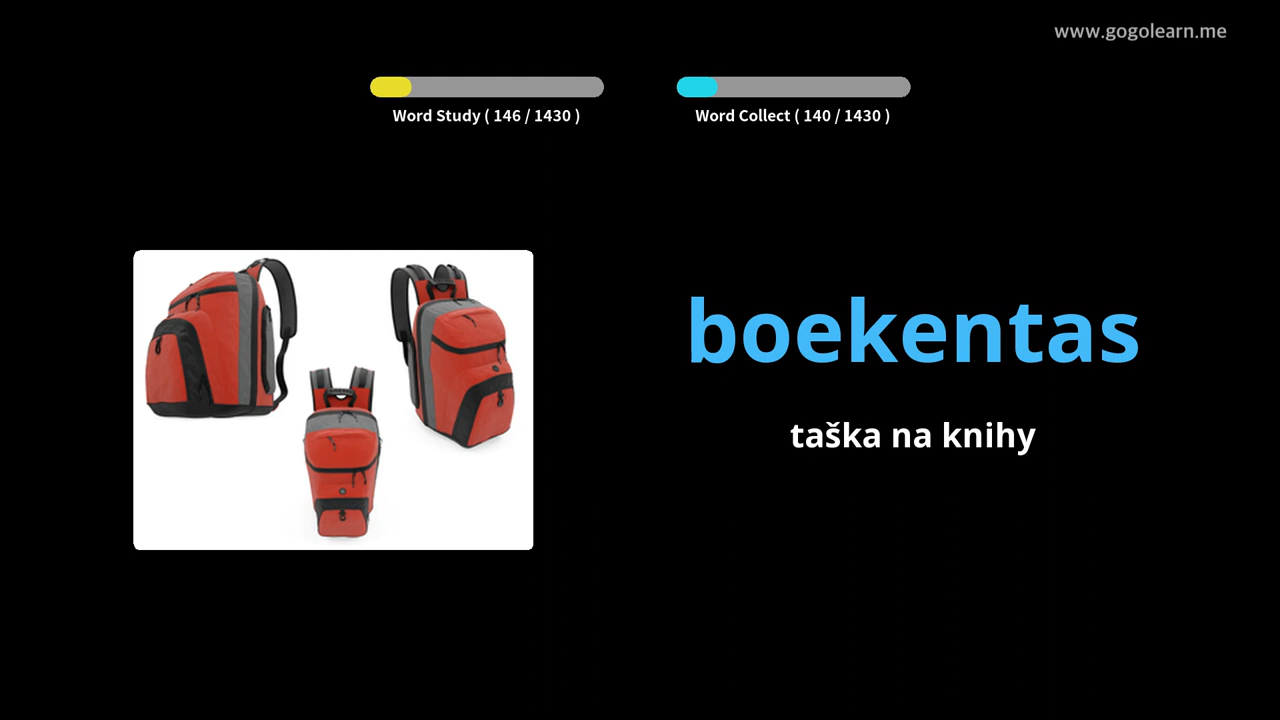 www.gogolearn.me
Word Study ( 146 / 1430 )
Word Collect ( 140 / 1430 )
boekentas
taška na knihy